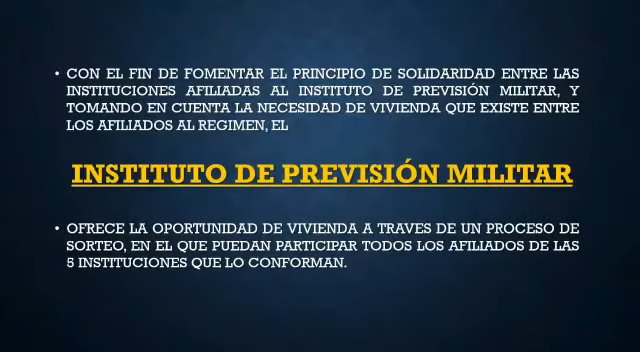 • CON EL FIN DE FOMENTAR EL PRINCIPIO DE SOLIDARIDAD ENTRE LAS
INSTITUCIONES AFILIADAS AL INSTITUTO DE PREVISIÓN MILITAR, Y
TOMANDO EN CUENTA LA NECESIDAD DE VIVIENDA QUE EXISTE ENTRE
LOS AFILIADOS AL REGIMEN, EL
INSTITUTO DE PREVISIÓN MILITAR
• OFRECE LA OPORTUNIDAD DE VIVIENDA A TRAVES DE UN PROCESO DE
SORTEO, EN EL QUE PUEDAN PARTICIPAR TODOS LOS AFILIADOS DE LAS
5 INSTITUCIONES QUE LO CONFORMAN.